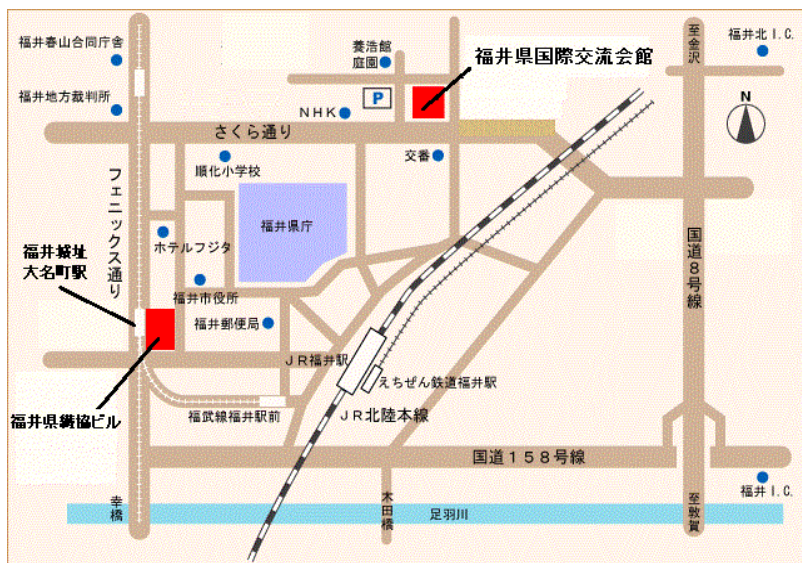 福井春山合同庁舎
福井地方裁判所
養浩館
庭園
福井県国際交流会館
至金沢
福井北I.C.
P
NHK
さくら通り
N
順化小学校
交番
フェニックス通り
福井県庁
ホテルフジタ
福井城址
大名町駅
福井市役所
国道8号線
福井郵便局
JR福井駅
えちぜん鉄道福井駅
福井県繊協ビル
福武線福井駅前
JR北陸本線
国道158号線
福井I.C.
幸橋
木田橋
足羽川
至敦賀